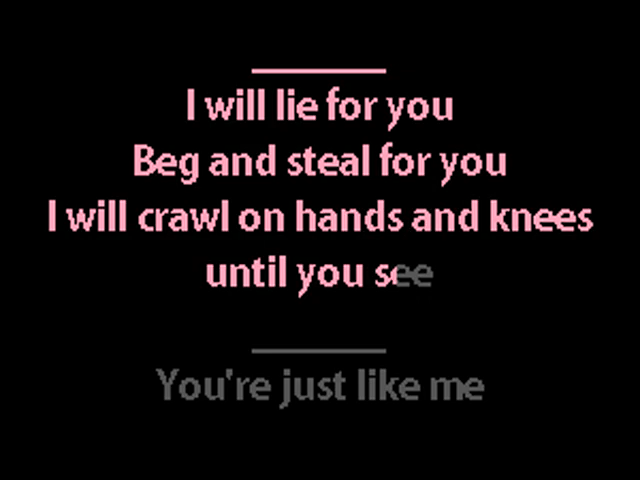 I will lie for you
Beg and steal for you
I will crawl on hands and knees
until you see
You're just like me